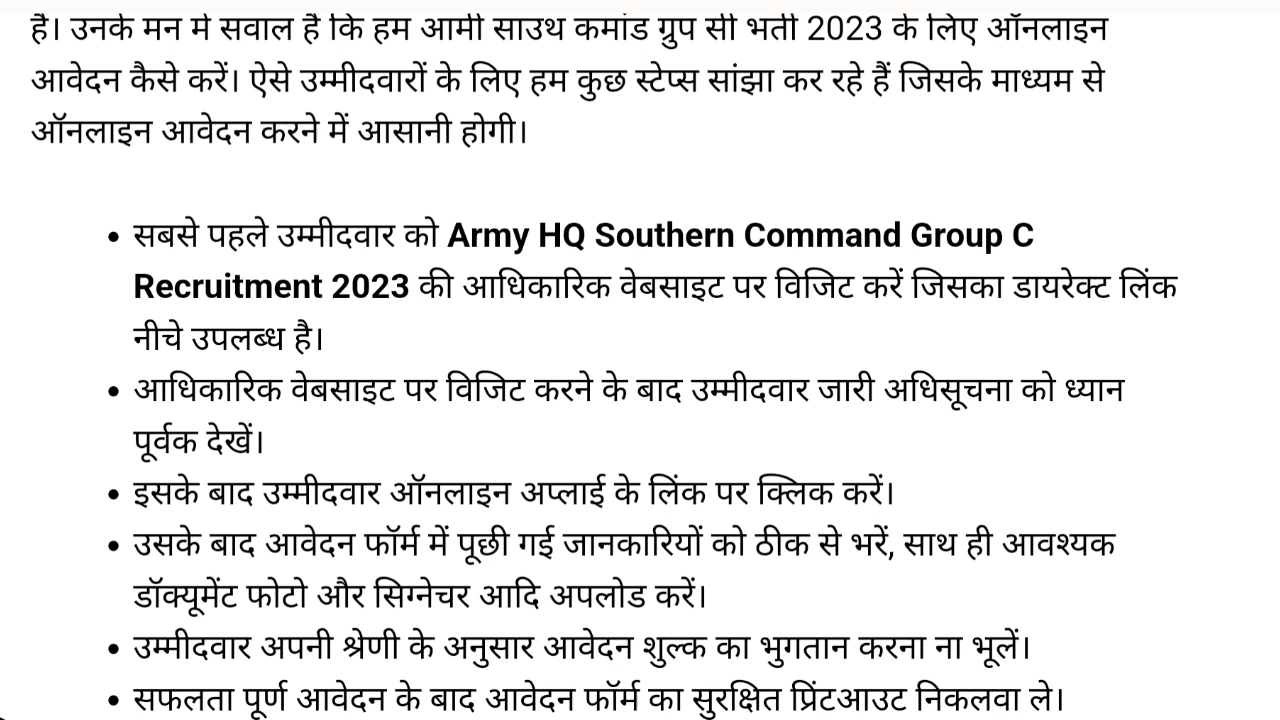 है। उनके मन में सवाल है कि हम आर्मी साउथ कमांड ग्रुप सी भर्ती 2023 के लिए ऑनलाइन
आवेदन कैसे करें। ऐसे उम्मीदवारों के लिए हम कुछ स्टेप्स सांझा कर रहे हैं जिसके माध्यम से
ऑनलाइन आवेदन करने में आसानी होगी।
• सबसे पहले उम्मीदवार को Army HQ Southern Command Group C
Recruitment 2023 की आधिकारिक वेबसाइट पर विजिट करें जिसका डायरेक्ट लिंक
नीचे उपलब्ध है।
• आधिकारिक वेबसाइट पर विजिट करने के बाद उम्मीदवार जारी अधिसूचना को ध्यान
पूर्वक देखें।
• इसके बाद उम्मीदवार ऑनलाइन अप्लाई के लिंक पर क्लिक करें।
• उसके बाद आवेदन फॉर्म में पूछी गई जानकारियों को ठीक से भरें, साथ ही आवश्यक
डॉक्यूमेंट फोटो और सिग्नेचर आदि अपलोड करें।
• उम्मीदवार अपनी श्रेणी के अनुसार आवेदन शुल्क का भुगतान करना ना भूलें।
• सफलता पूर्ण आवेदन के बाद आवेदन फॉर्म का सुरक्षित प्रिंटआउट निकलवा ले।